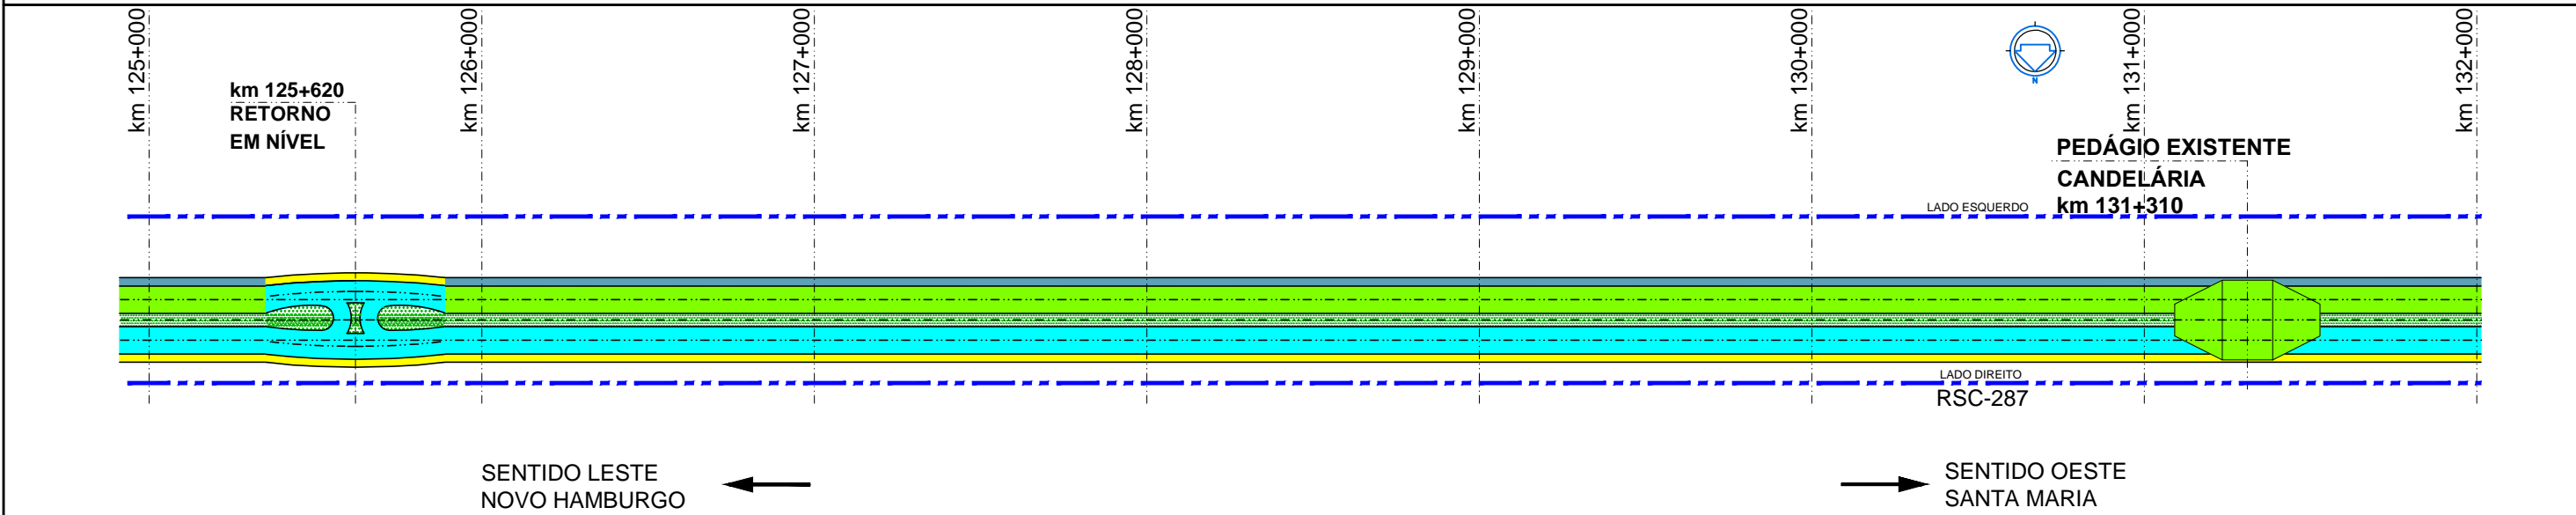 km 125+000
km 126+000
km 127+000
km 128+000
km 129+000
km 130+000
km 131+000
km 132+000
N
km 125+620
RETORNO
EM NÍVEL
PEDÁGIO EXISTENTE
CANDELÁRIA
km 131+310
LADO ESQUERDO
LADO DIREITO
RSC-287
SENTIDO LESTE
NOVO HAMBURGO
SENTIDO OESTE
SANTA MARIA